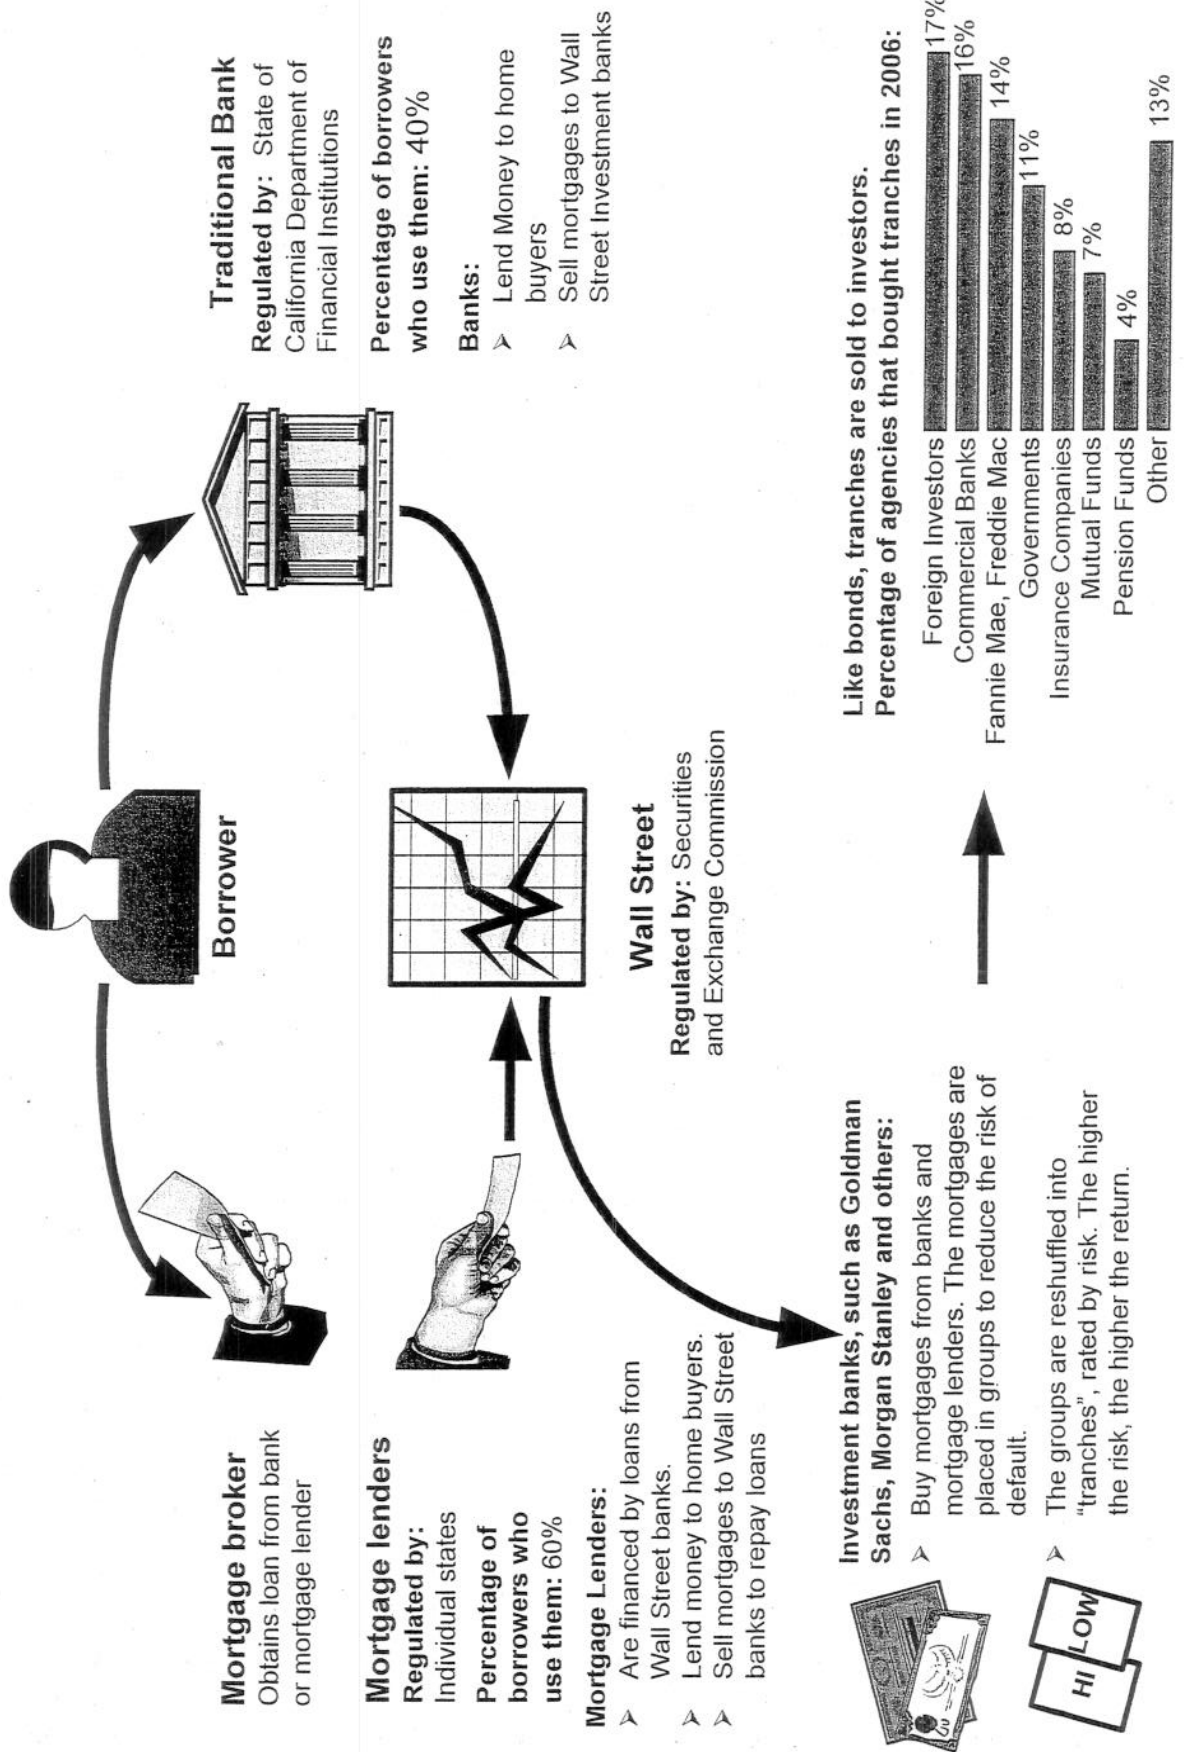 Borrower
Mortgage broker
Obtains loan from bank
or mortgage lender
Mortgage lenders
Regulated by:
Individual states
Percentage of
borrowers who
use them: 60%
Mortgage Lenders:
➢ Are financed by loans from
Wall Street banks.
➢ Lend money to home buyers.
➢ Sell mortgages to Wall Street
banks to repay loans
Traditional Bank
Regulated by: State of
California Department of
Financial Institutions
Percentage of borrowers
who use them: 40%
Banks:
➢ Lend Money to home
buyers
➢ Sell mortgages to Wall
Street Investment banks
Wall Street
Regulated by: Securities
and Exchange Commission
Investment banks, such as Goldman
Sachs, Morgan Stanley and others:
➢ Buy mortgages from banks and
mortgage lenders. The mortgages are
placed in groups to reduce the risk of
default.
➢ The groups are reshuffled into
“tranches”, rated by risk. The higher
the risk, the higher the return.
HI
LOW
Like bonds, tranches are sold to investors.
Percentage of agencies that bought tranches in 2006:
Foreign Investors 17%
Commercial Banks 16%
Fannie Mae, Freddie Mac 14%
Governments 11%
Insurance Companies 8%
Mutual Funds 7%
Pension Funds 4%
Other 13%